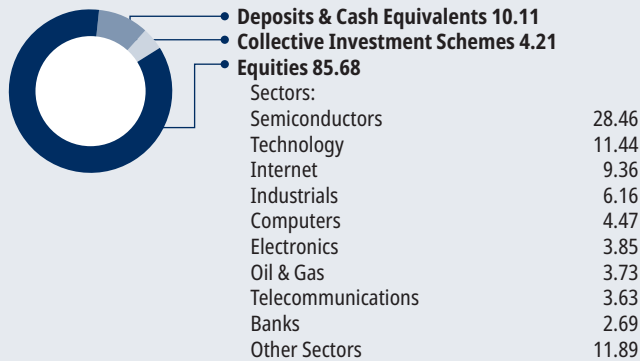 Deposits & Cash Equivalents 10.11
Collective Investment Schemes 4.21
Equities 85.68
Sectors:
Semiconductors 28.46
Technology 11.44
Internet 9.36
Industrials 6.16
Computers 4.47
Electronics 3.85
Oil & Gas 3.73
Telecommunications 3.63
Banks 2.69
Other Sectors 11.89